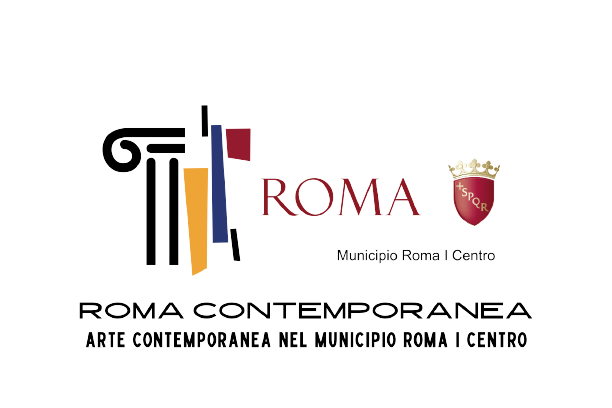 ROMA
SPQR
Municipio Roma I Centro
ROMA CONTEMPORANEA
ARTE CONTEMPORANEA NEL MUNICIPIO ROMA I CENTRO